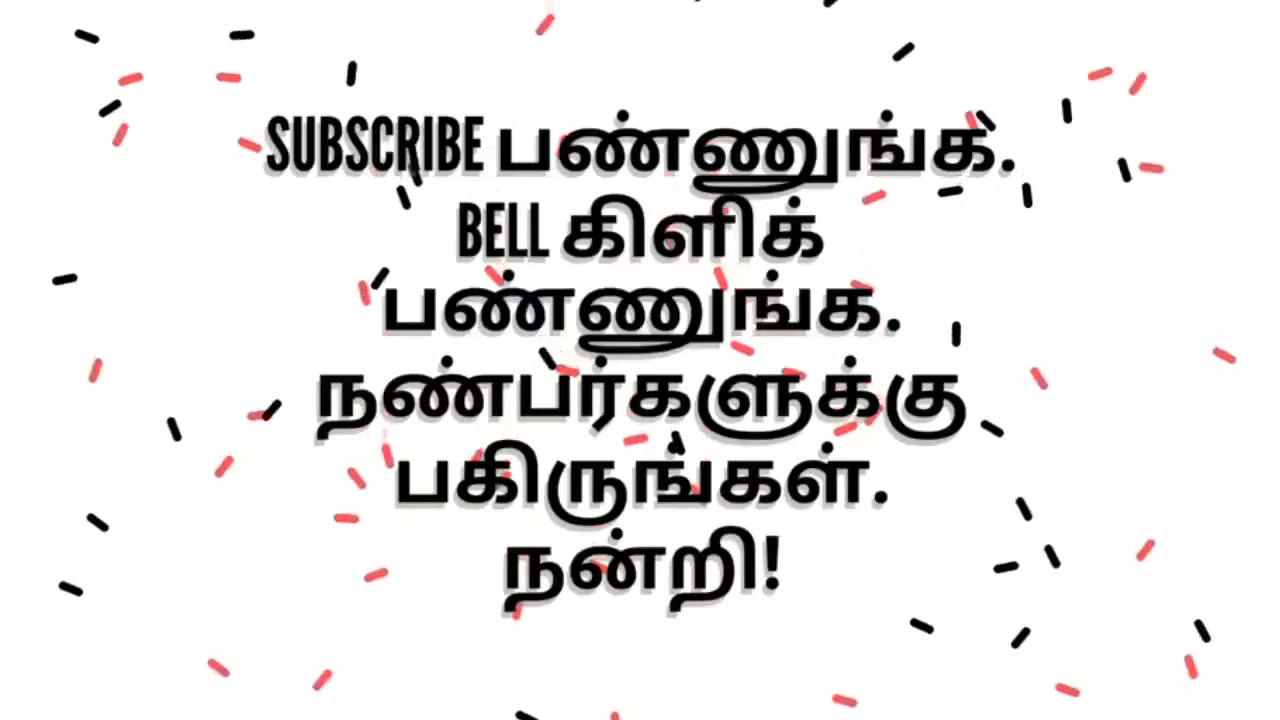 SUBSCRIBE பண்ணுங்க.
BELL கிளிக்
பண்ணுங்க.
நண்பர்களுக்கு
பகிருங்கள்.
நன்றி!